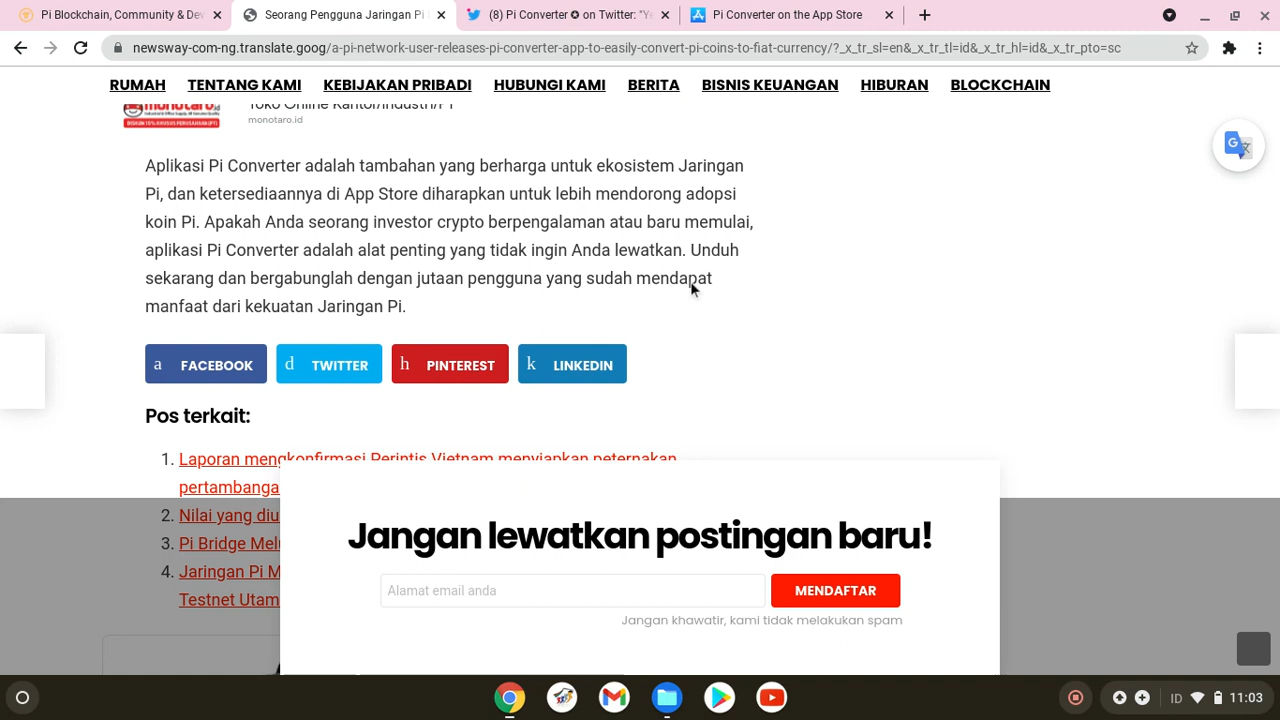 Pi Blockchain, Community & Dev
Seorang Pengguna Jaringan Pi
(8) Pi Converter ✪ on Twitter: "Ye
Pi Converter on the App Store
newsway-com-ng.translate.goog/a-pi-network-user-releases-pi-converter-app-to-easily-convert-pi-coins-to-fiat-currency/?_x_tr_sl=en&_x_tr_tl=id&_x_tr_hl=id&_x_tr_pto=sc
RUMAH TENTANG KAMI KEBIJAKAN PRIBADI HUBUNGI KAMI BERITA BISNIS KEUANGAN HIBURAN BLOCKCHAIN
monotaro Toko Online Kantor/Industri/PT
monotaro.id
Aplikasi Pi Converter adalah tambahan yang berharga untuk ekosistem Jaringan
Pi, dan ketersediaannya di App Store diharapkan untuk lebih mendorong adopsi
koin Pi. Apakah Anda seorang investor crypto berpengalaman atau baru memulai,
aplikasi Pi Converter adalah alat penting yang tidak ingin Anda lewatkan. Unduh
sekarang dan bergabunglah dengan jutaan pengguna yang sudah mendapat
manfaat dari kekuatan Jaringan Pi.
a FACEBOOK d TWITTER h PINTEREST k LINKEDIN
Pos terkait:
1. Laporan mengkonfirmasi Perintis Vietnam menyiapkan peternakan
pertambanga
2. Nilai yang diu
3. Pi Bridge Mel
4. Jaringan Pi M
Testnet Utam
Jangan lewatkan postingan baru!
Alamat email anda MENDAFTAR
Jangan khawatir, kami tidak melakukan spam
ID 11:03